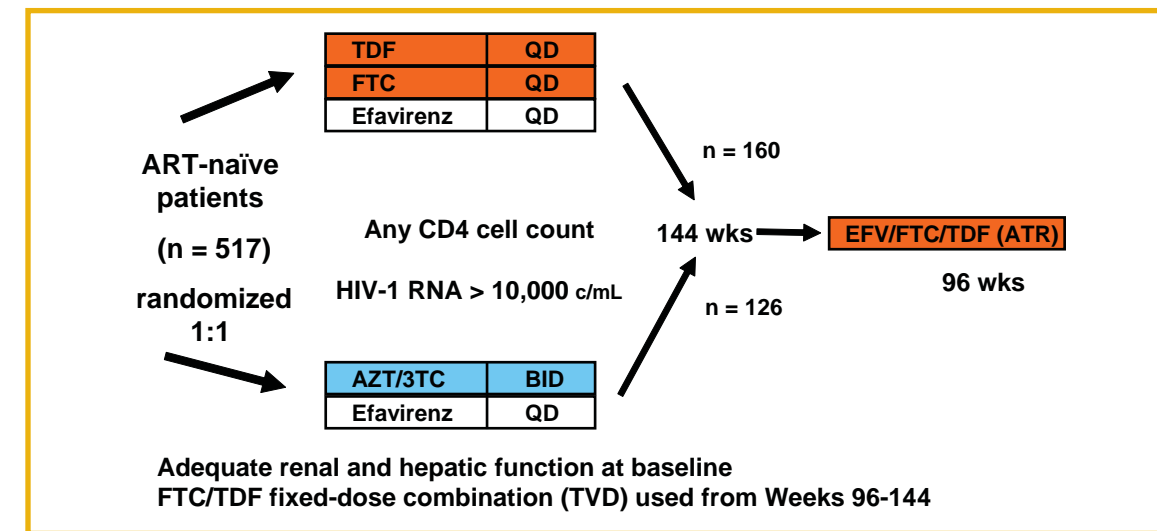 TDF QD
FTC QD
Efavirenz QD
ART-naïve
patients
(n = 517)
randomized
1:1
Any CD4 cell count
HIV-1 RNA > 10,000 c/mL
n = 160
144 wks
n = 126
EFV/FTC/TDF (ATR)
96 wks
AZT/3TC BID
Efavirenz QD
Adequate renal and hepatic function at baseline
FTC/TDF fixed-dose combination (TVD) used from Weeks 96-144